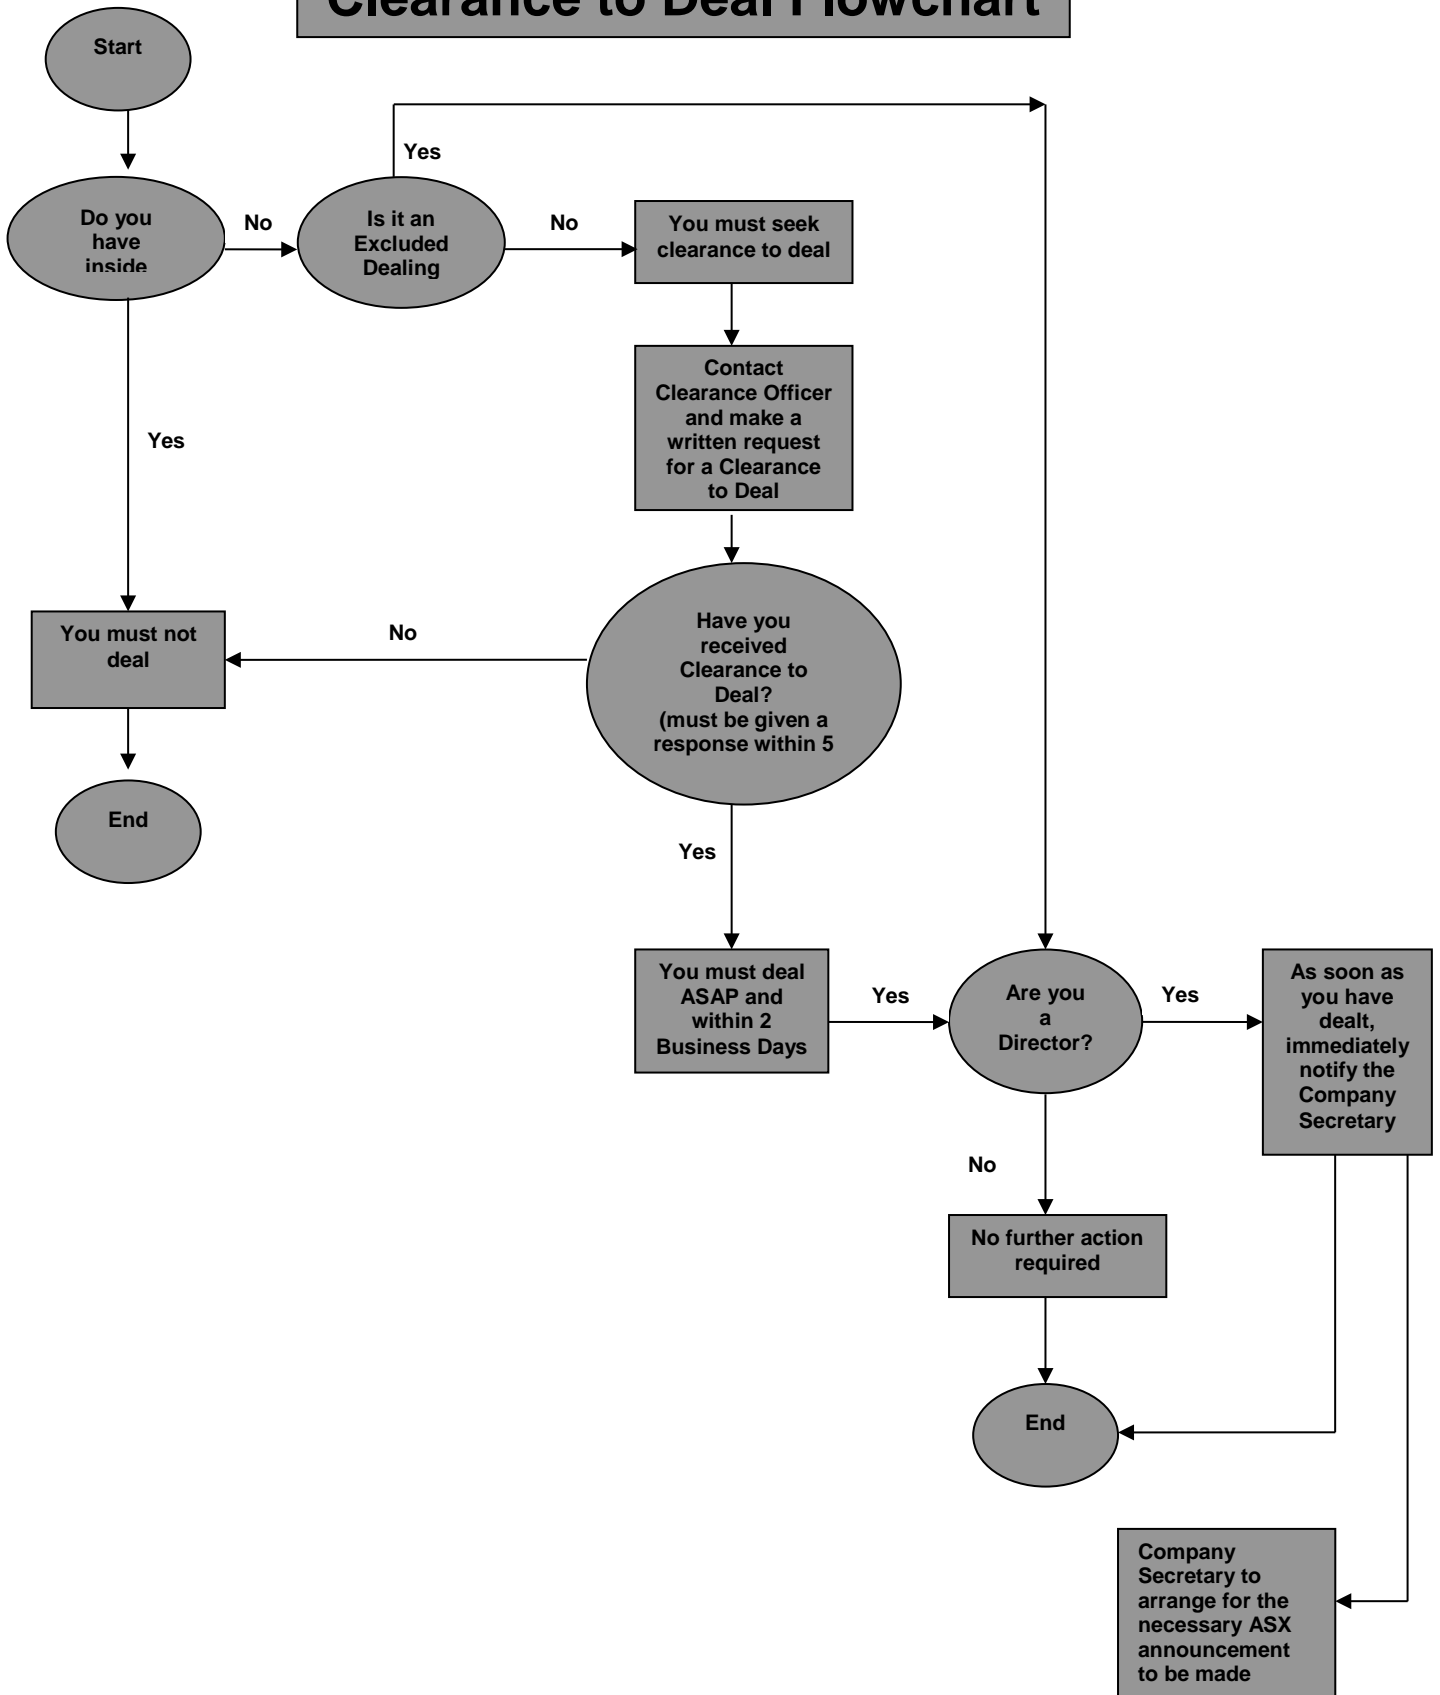 Clearance to Deal Flowchart
Start
Yes
Do you
have
inside
No
Is it an
Excluded
Dealing
No
You must seek
clearance to deal
Contact
Clearance Officer
and make a
written request
for a Clearance
to Deal
Yes
You must not
deal
No
Have you
received
Clearance to
Deal?
(must be given a
response within 5
End
Yes
You must deal
ASAP and
within 2
Business Days
Yes
Are you
a
Director?
Yes
As soon as
you have
dealt,
immediately
notify the
Company
Secretary
No
No further action
required
End
Company
Secretary to
arrange for the
necessary ASX
announcement
to be made